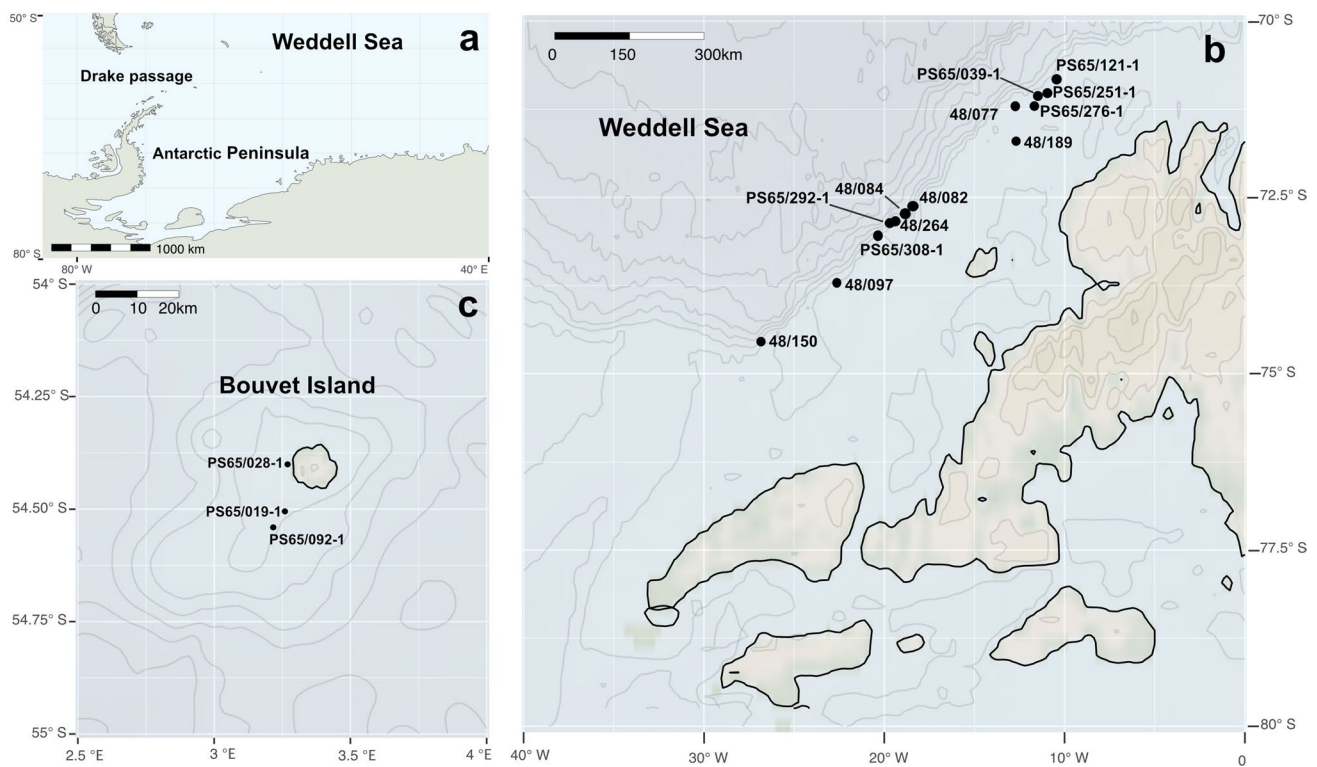 50° S
Weddell Sea
a
Drake passage
Antarctic Peninsula
1000 km
80° S
80° W
40° E
b
0
150
300km
Weddell Sea
PS65/121-1
PS65/039-1
PS65/251-1
PS65/276-1
48/077
48/189
48/084
PS65/292-1
48/082
48/264
PS65/308-1
48/097
48/150
70° S
72.5° S
75° S
77.5° S
80° S
40° W
30° W
20° W
10° W
0
c
0
10
20km
Bouvet Island
PS65/028-1
PS65/019-1
PS65/092-1
54° S
54.25° S
54.50° S
54.75° S
55° S
2.5 °E
3 °E
3.5 °E
4 °E